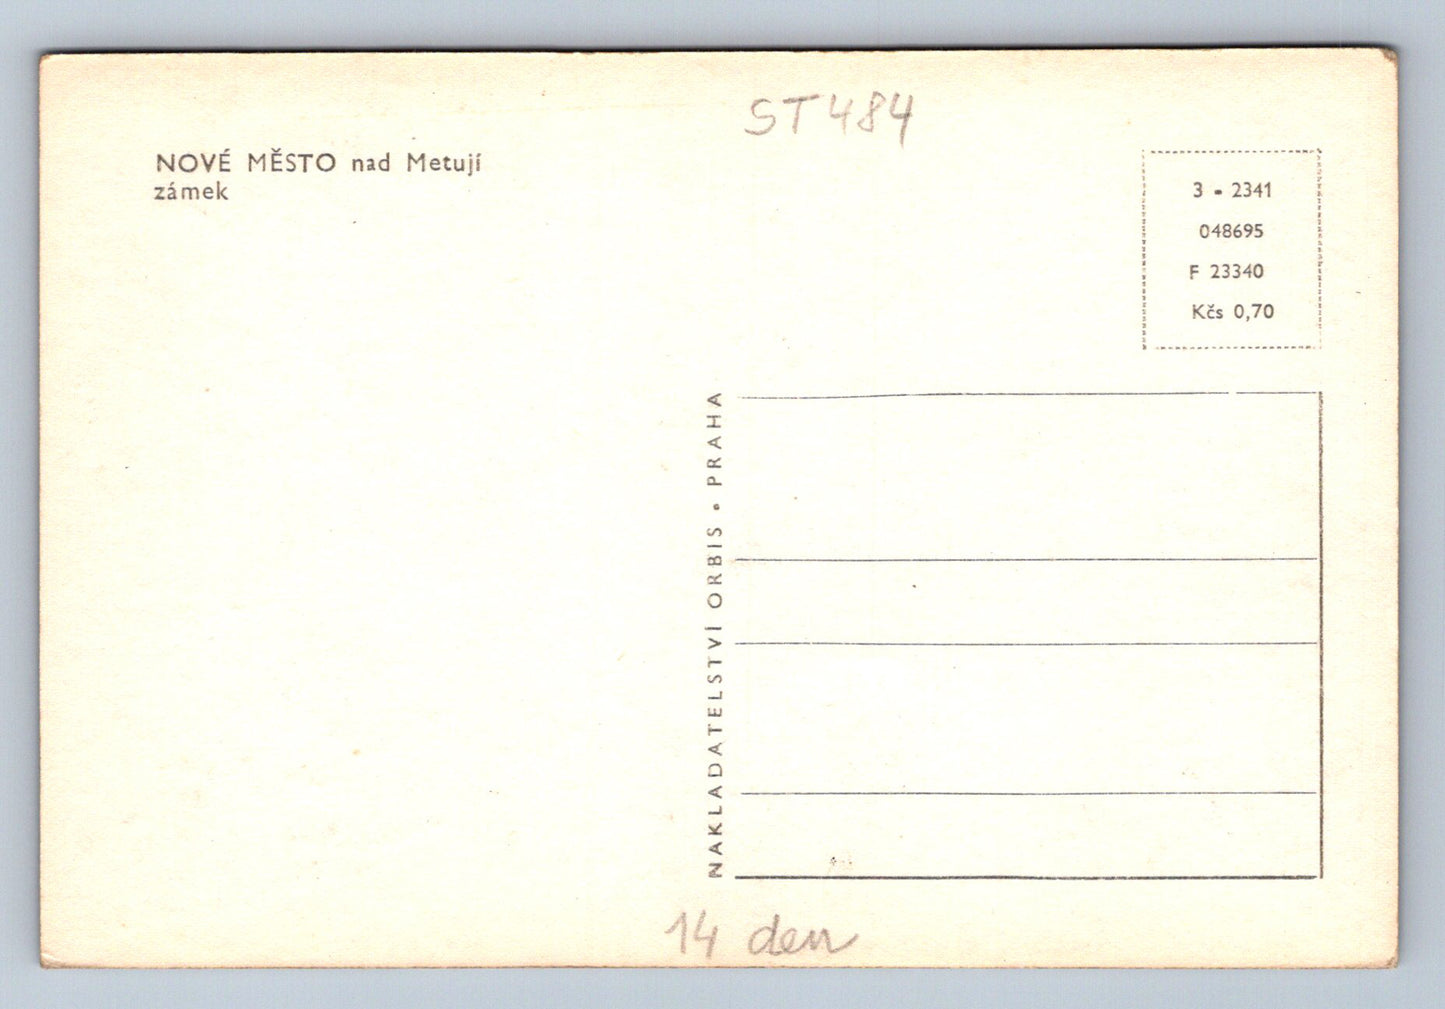 ST484
NOVÉ MĚSTO nad Metují
zámek
3 - 2341
048695
F 23340
Kčs 0,70
NAKLADATELSTVÍ ORBIS • PRAHA
14 den